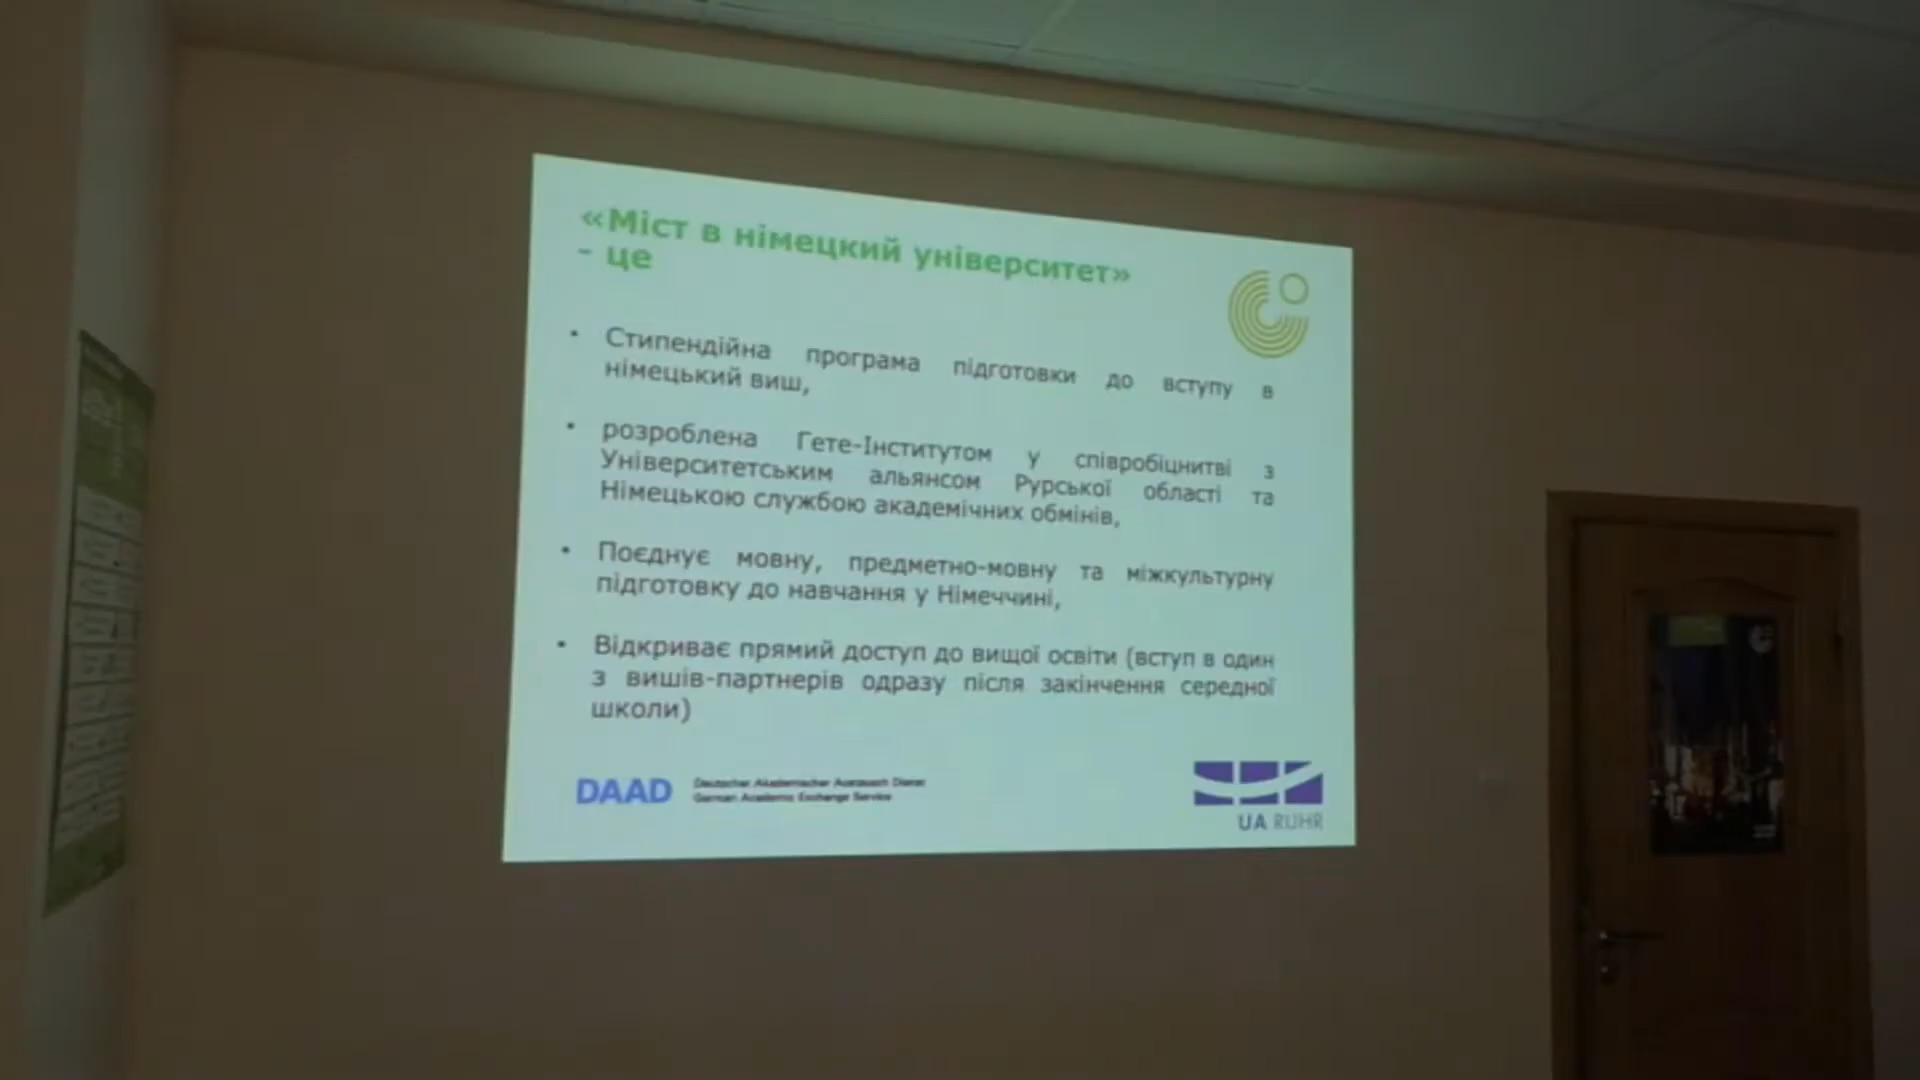 «Міст в німецкий університет»
- це
• Стипендійна програма підготовки до вступу в
німецький виш,
• розроблена Гете-Інститутом у співробіцнитві з
Університетським альянсом Рурської області та
Німецькою службою академічних обмінів,
• Поєднує мовну, предметно-мовну та міжкультурну
підготовку до навчання у Німеччині,
• Відкриває прямий доступ до вищої освіти (вступ в один
з вишів-партнерів одразу після закінчення середної
школи)
DAAD
Deutscher Akademischer Austausch Dienst
German Academic Exchange Service
UA RUHR